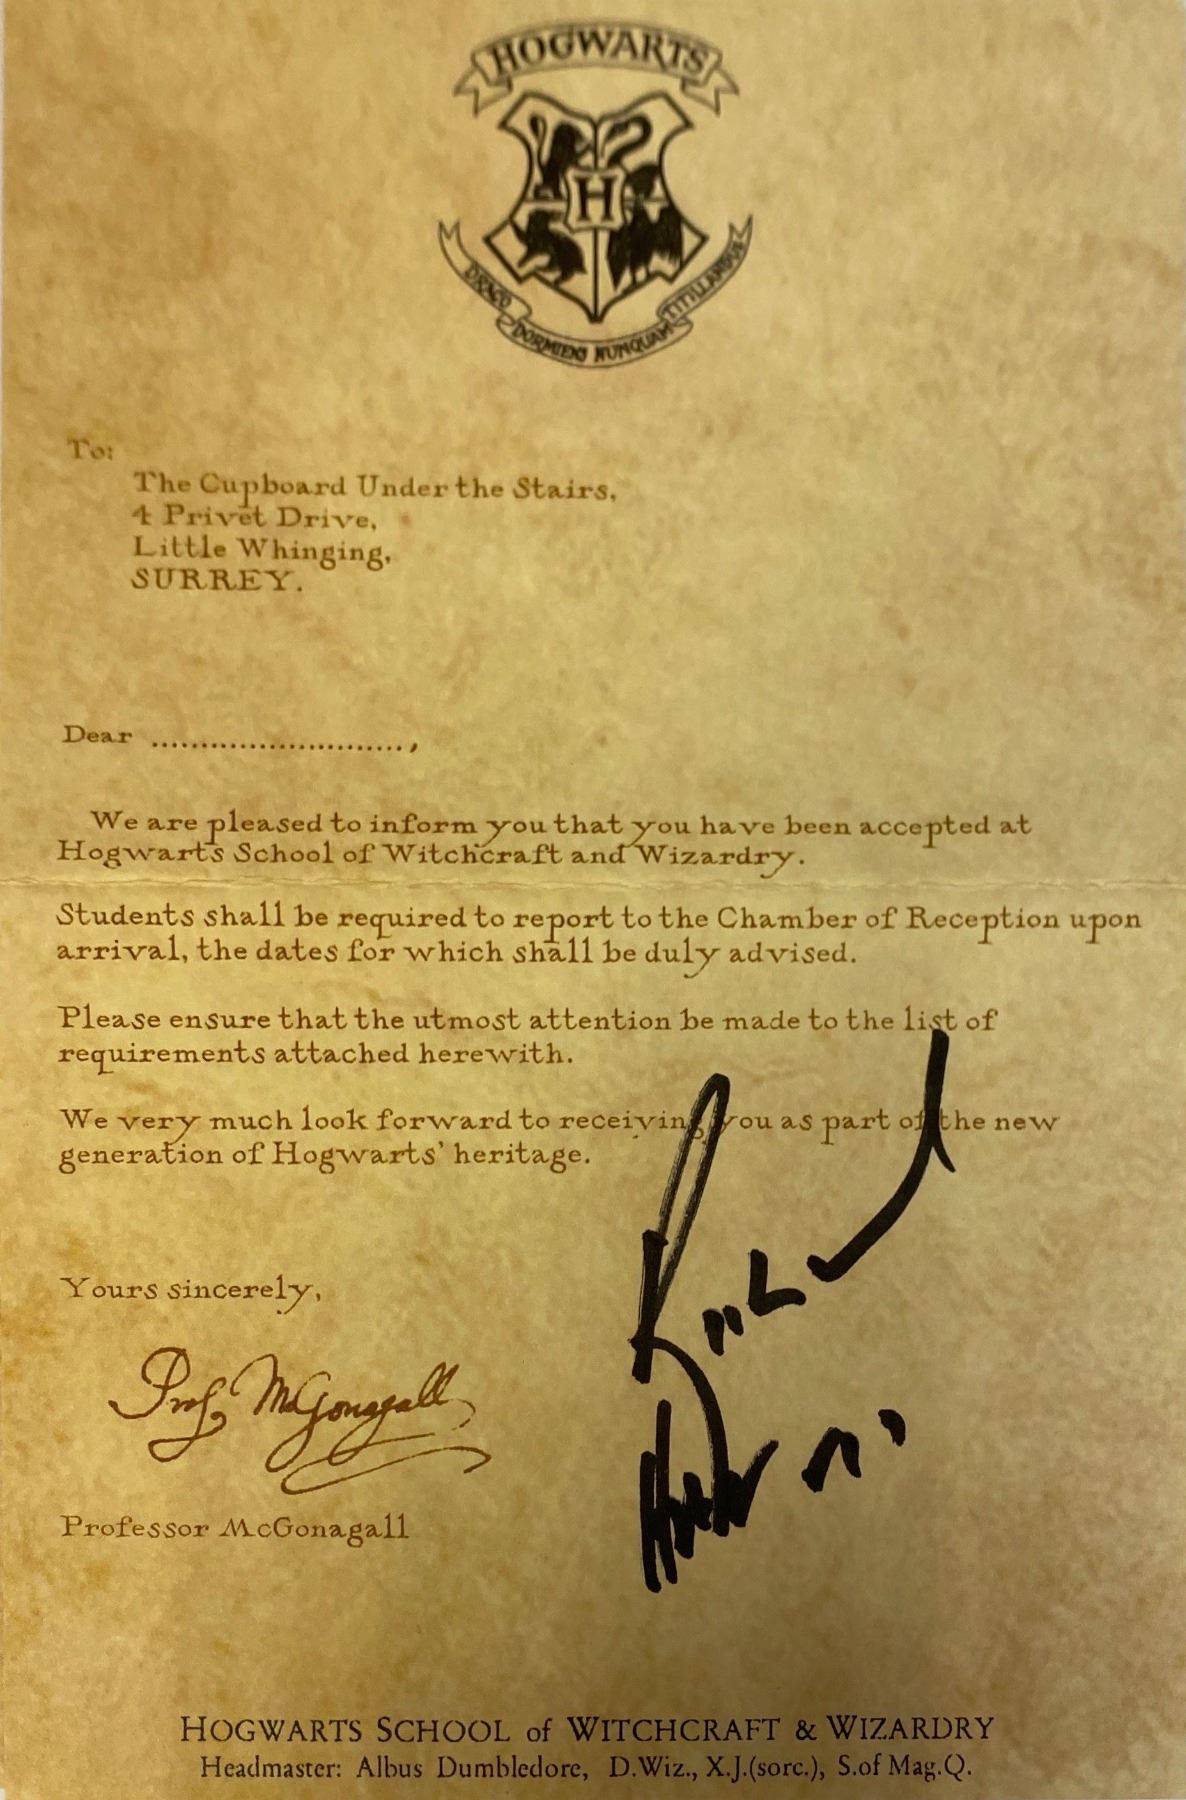 HOGWARTS
H
DRACO DORMIENS NUNQUAM TITILLANDUS
To:
The Cupboard Under the Stairs,
4 Privet Drive,
Little Whinging,
SURREY.
Dear ..........................,
We are pleased to inform you that you have been accepted at
Hogwarts School of Witchcraft and Wizardry.
Students shall be required to report to the Chamber of Reception upon
arrival, the dates for which shall be duly advised.
Please ensure that the utmost attention be made to the list of
requirements attached herewith.
We very much look forward to receiving you as part of the new
generation of Hogwarts' heritage.
Yours sincerely,
Prof. McGonagall
Professor McGonagall
HOGWARTS SCHOOL of WITCHCRAFT & WIZARDRY
Headmaster: Albus Dumbledore, D.Wiz., X.J.(sorc.), S.of Mag.Q.